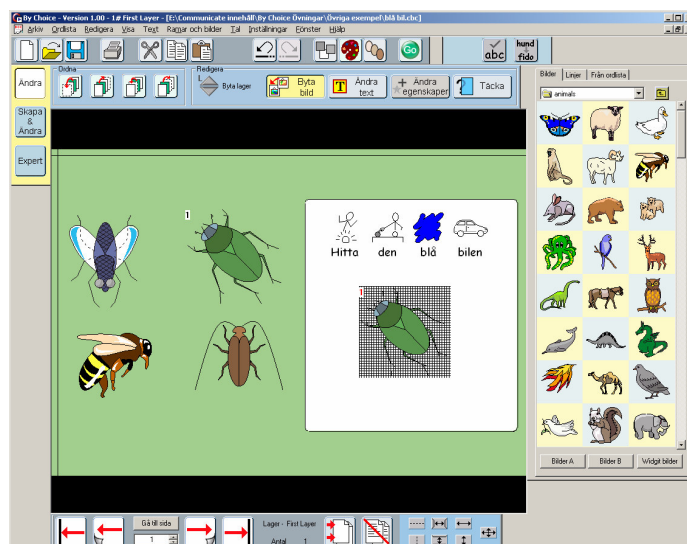 By Choice - Version 1.00 - 1# First Layer - [E:\Communicate innehåll\By Choice Övningar\Övriga exempel\blå bil.chc]
Arkiv Ordlista Redigera Visa Text Ramar och bilder Tal Inställningar Fönster Hjälp
Go abc hund fido
Ändra
Skapa & Ändra
Expert
Ordna
Redigera
Byta lager
Byta bild
T Ändra text
Ändra egenskaper
? Täcka
Bilder Linjer Från ordlista
animals
1
Hitta den blå bilen
1
Bilder A Bilder B Widgit bilder
Gå till sida
1
Lager - First Layer
Antal 1